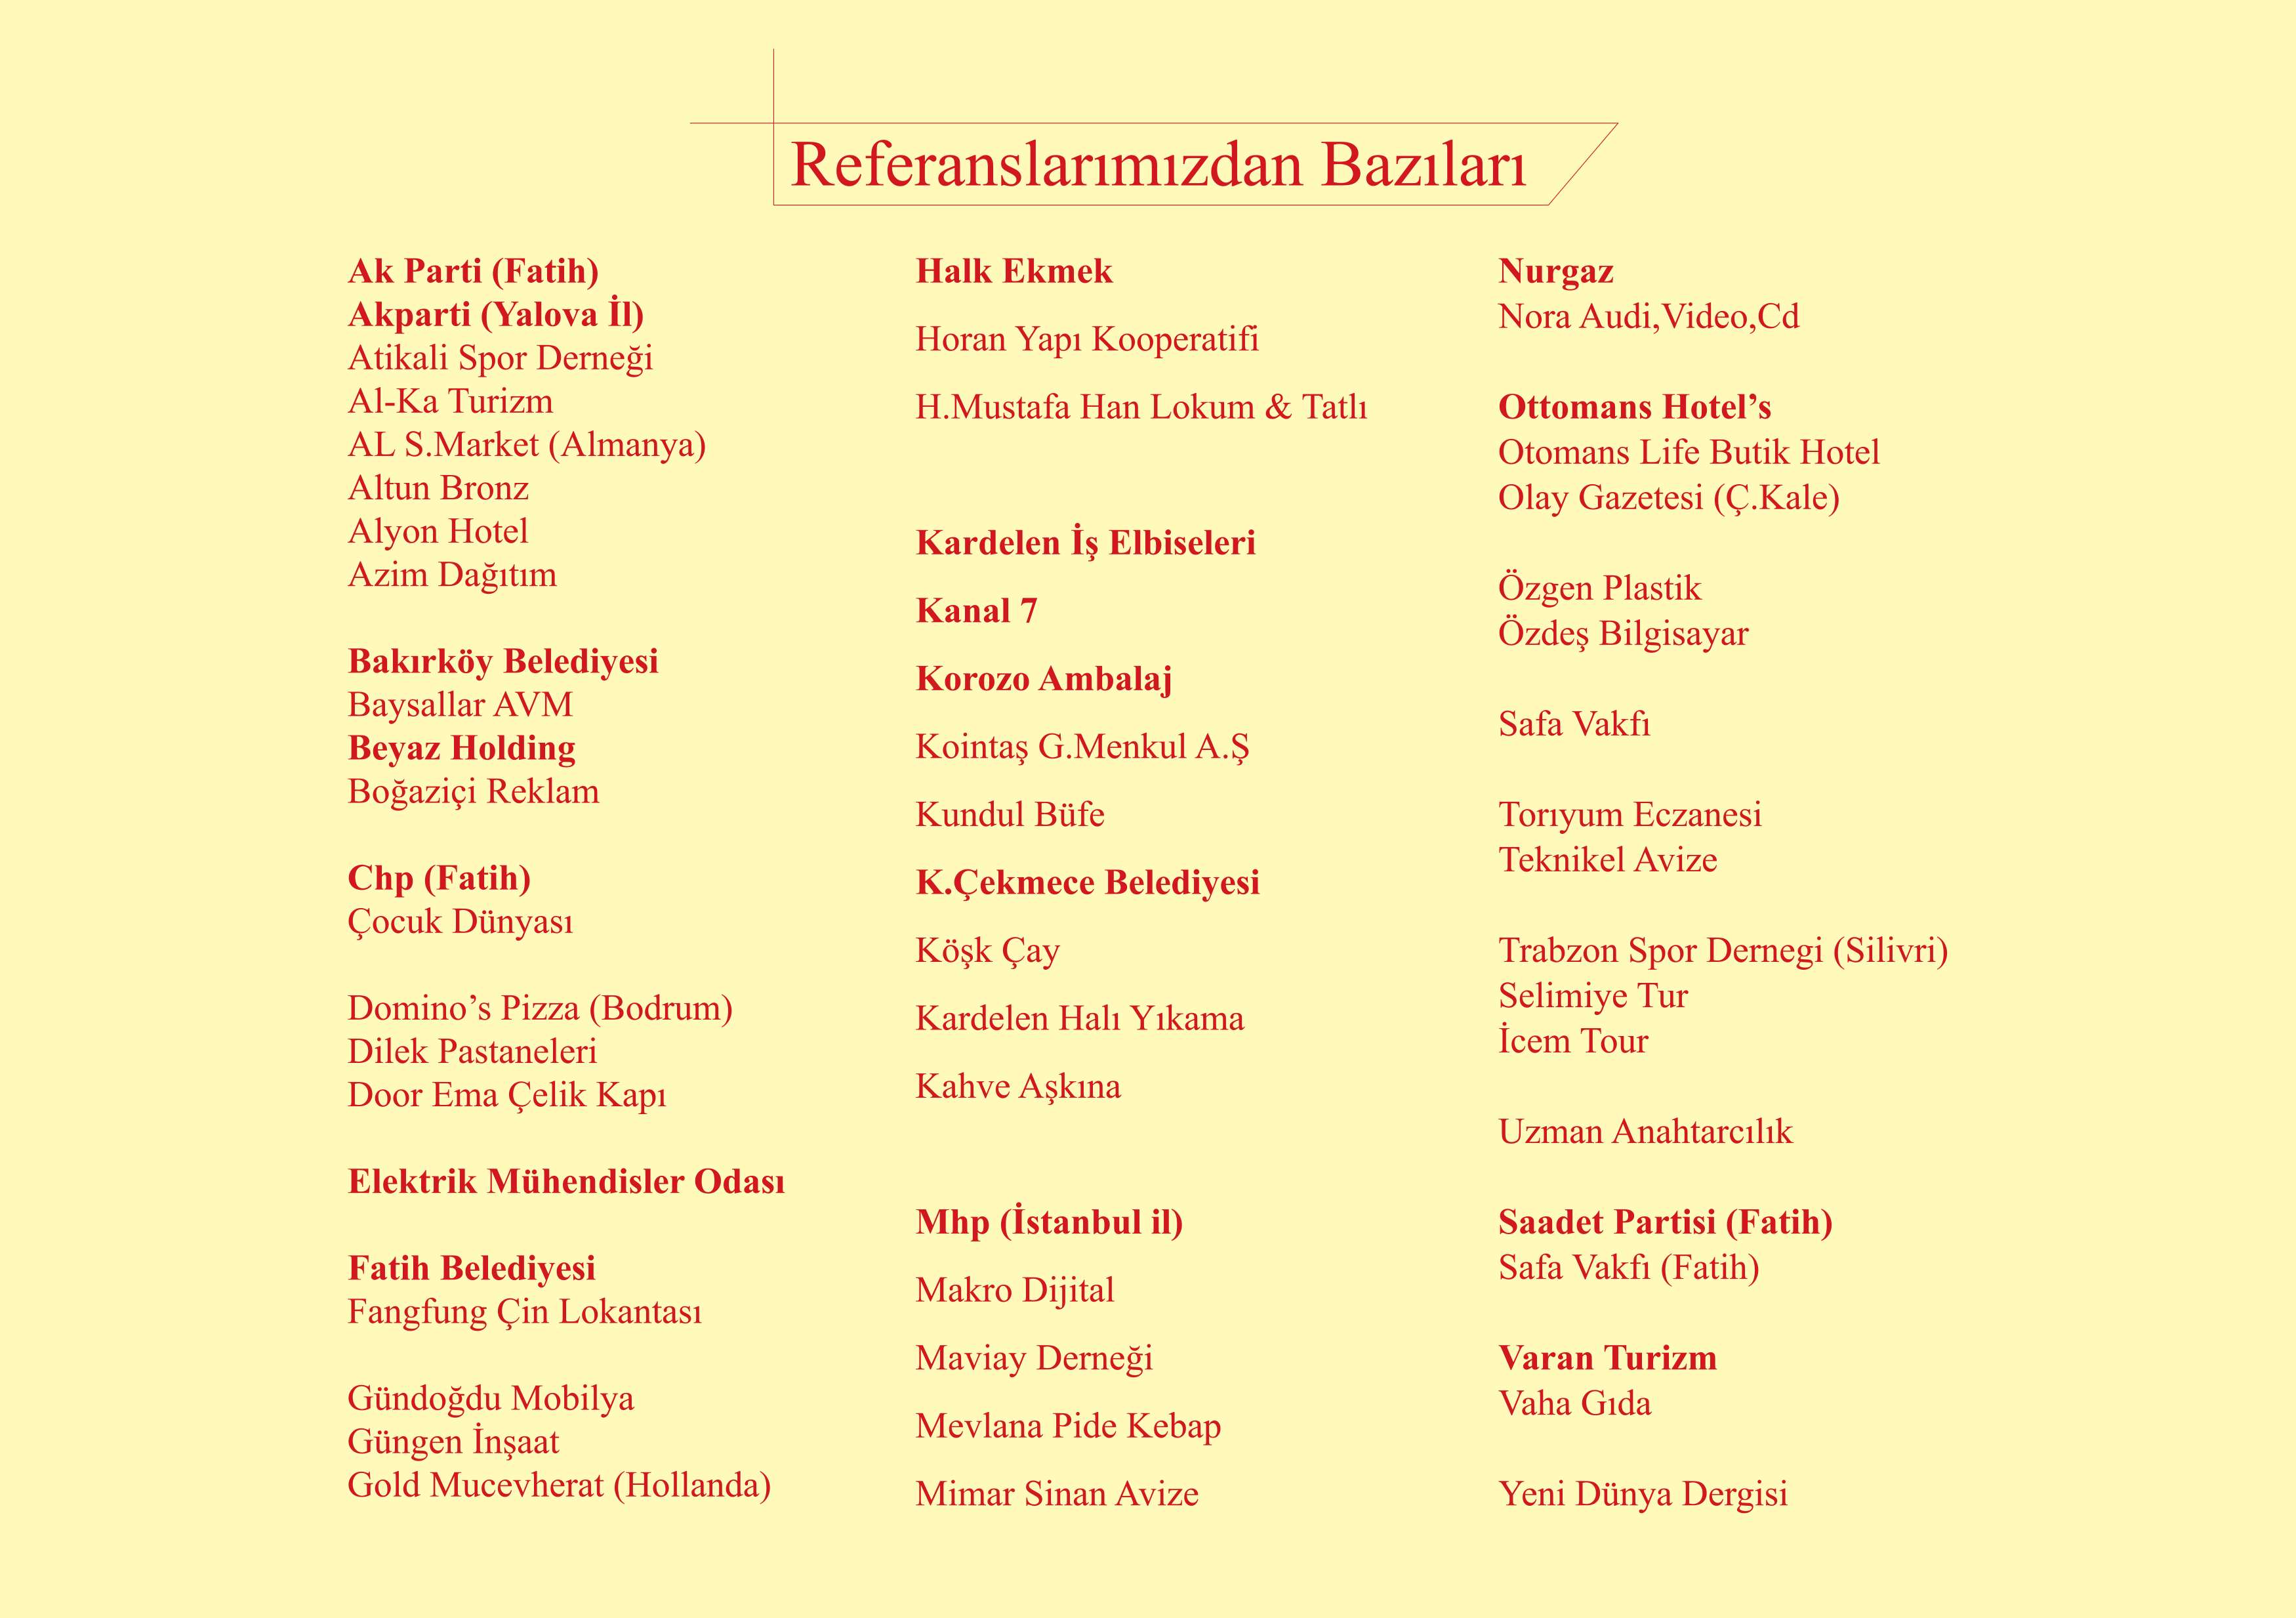 Referanslarımızdan Bazıları
Ak Parti (Fatih)
Akparti (Yalova İl)
Atikali Spor Derneği
Al-Ka Turizm
AL S.Market (Almanya)
Altun Bronz
Alyon Hotel
Azim Dağıtım
Bakırköy Belediyesi
Baysallar AVM
Beyaz Holding
Boğaziçi Reklam
Chp (Fatih)
Çocuk Dünyası
Domino’s Pizza (Bodrum)
Dilek Pastaneleri
Door Ema Çelik Kapı
Elektrik Mühendisler Odası
Fatih Belediyesi
Fangfung Çin Lokantası
Gündoğdu Mobilya
Güngen İnşaat
Gold Mucevherat (Hollanda)
Halk Ekmek
Horan Yapı Kooperatifi
H.Mustafa Han Lokum & Tatlı
Kardelen İş Elbiseleri
Kanal 7
Korozo Ambalaj
Kointaş G.Menkul A.Ş
Kundul Büfe
K.Çekmece Belediyesi
Köşk Çay
Kardelen Halı Yıkama
Kahve Aşkına
Mhp (İstanbul il)
Makro Dijital
Maviay Derneği
Mevlana Pide Kebap
Mimar Sinan Avize
Nurgaz
Nora Audi,Video,Cd
Ottomans Hotel’s
Otomans Life Butik Hotel
Olay Gazetesi (Ç.Kale)
Özgen Plastik
Özdeş Bilgisayar
Safa Vakfı
Torıyum Eczanesi
Teknikel Avize
Trabzon Spor Dernegi (Silivri)
Selimiye Tur
İcem Tour
Uzman Anahtarcılık
Saadet Partisi (Fatih)
Safa Vakfı (Fatih)
Varan Turizm
Vaha Gıda
Yeni Dünya Dergisi